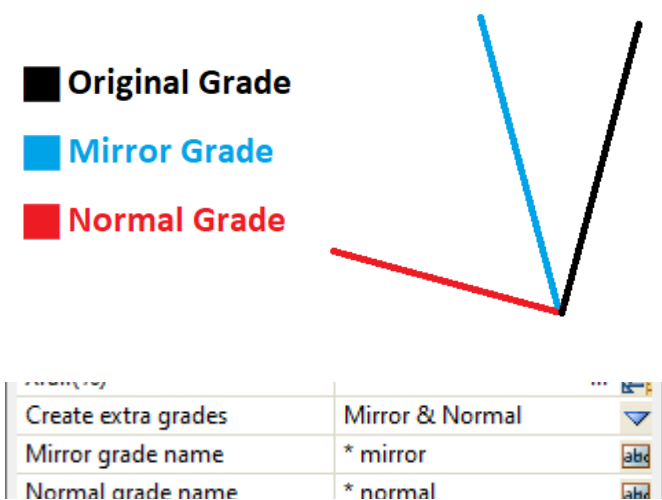 Original Grade
Mirror Grade
Normal Grade
Create extra grades Mirror & Normal
Mirror grade name * mirror abc
Normal grade name * normal